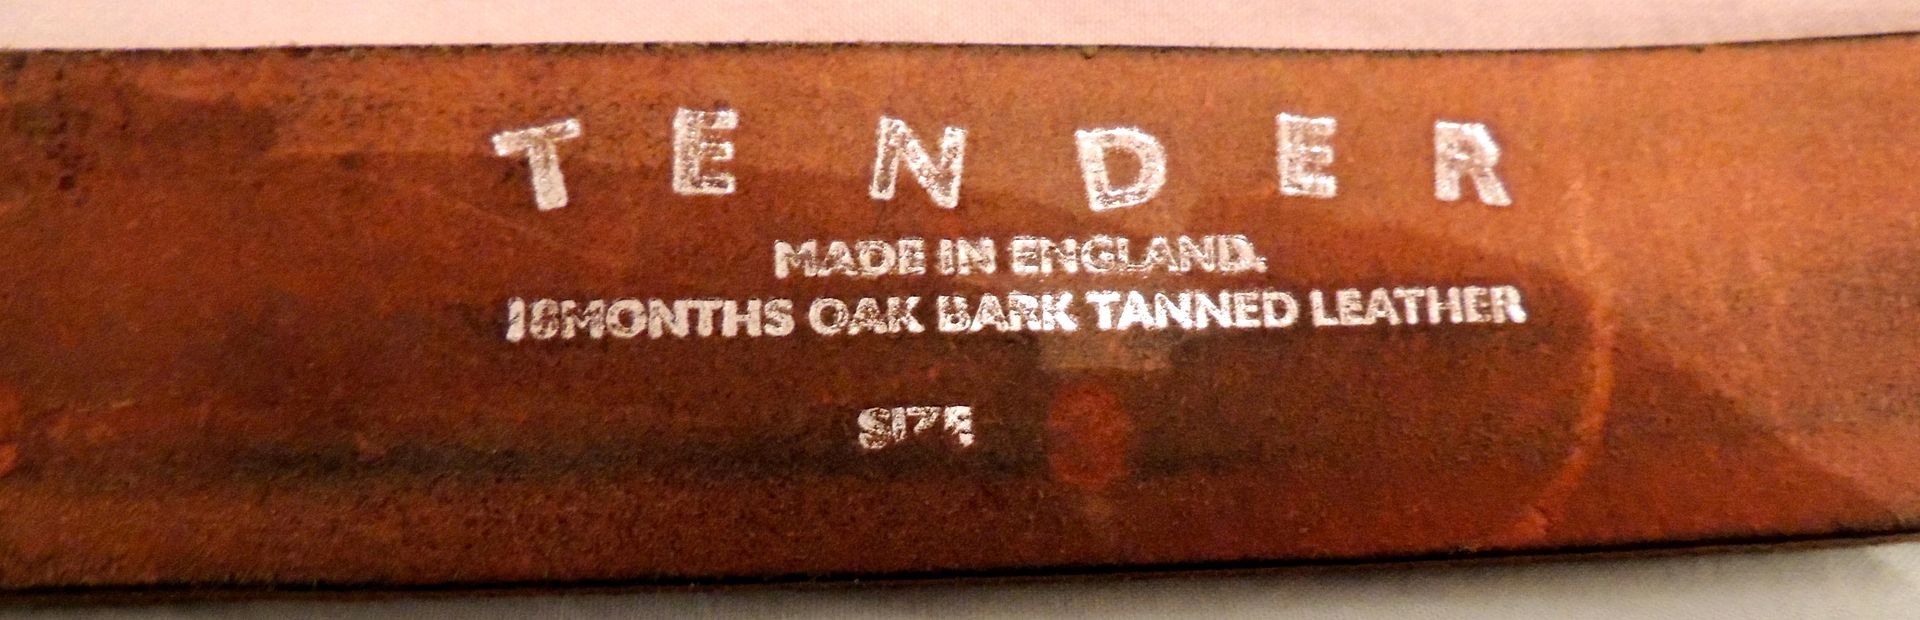 TENDER
MADE IN ENGLAND.
18MONTHS OAK BARK TANNED LEATHER
SIZE